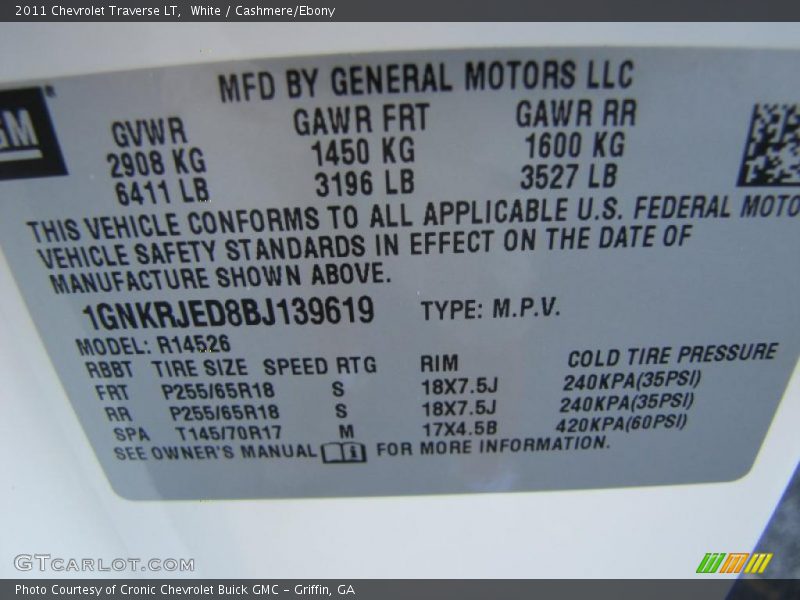 2011 Chevrolet Traverse LT, White / Cashmere/Ebony
MFD BY GENERAL MOTORS LLC
GM
GVWR GAWR FRT GAWR RR
2908 KG 1450 KG 1600 KG
6411 LB 3196 LB 3527 LB
THIS VEHICLE CONFORMS TO ALL APPLICABLE U.S. FEDERAL MOTO
VEHICLE SAFETY STANDARDS IN EFFECT ON THE DATE OF
MANUFACTURE SHOWN ABOVE.
1GNKRJED8BJ139619 TYPE: M.P.V.
MODEL: R14526
RBBT TIRE SIZE SPEED RTG RIM COLD TIRE PRESSURE
FRT P255/65R18 S 18X7.5J 240KPA(35PSI)
RR P255/65R18 S 18X7.5J 240KPA(35PSI)
SPA T145/70R17 M 17X4.5B 420KPA(60PSI)
SEE OWNER'S MANUAL FOR MORE INFORMATION.
GTCARLOT.COM
Photo Courtesy of Cronic Chevrolet Buick GMC – Griffin, GA